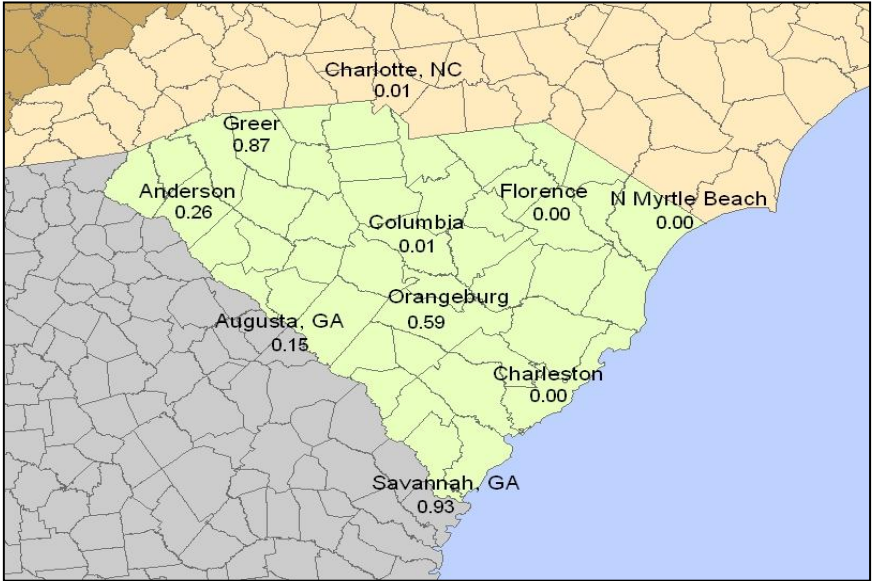 Charlotte, NC
0.01
Greer
0.87
Anderson
0.26
Florence
0.00
N Myrtle Beach
0.00
Columbia
0.01
Orangeburg
0.59
Augusta, GA
0.15
Charleston
0.00
Savannah, GA
0.93